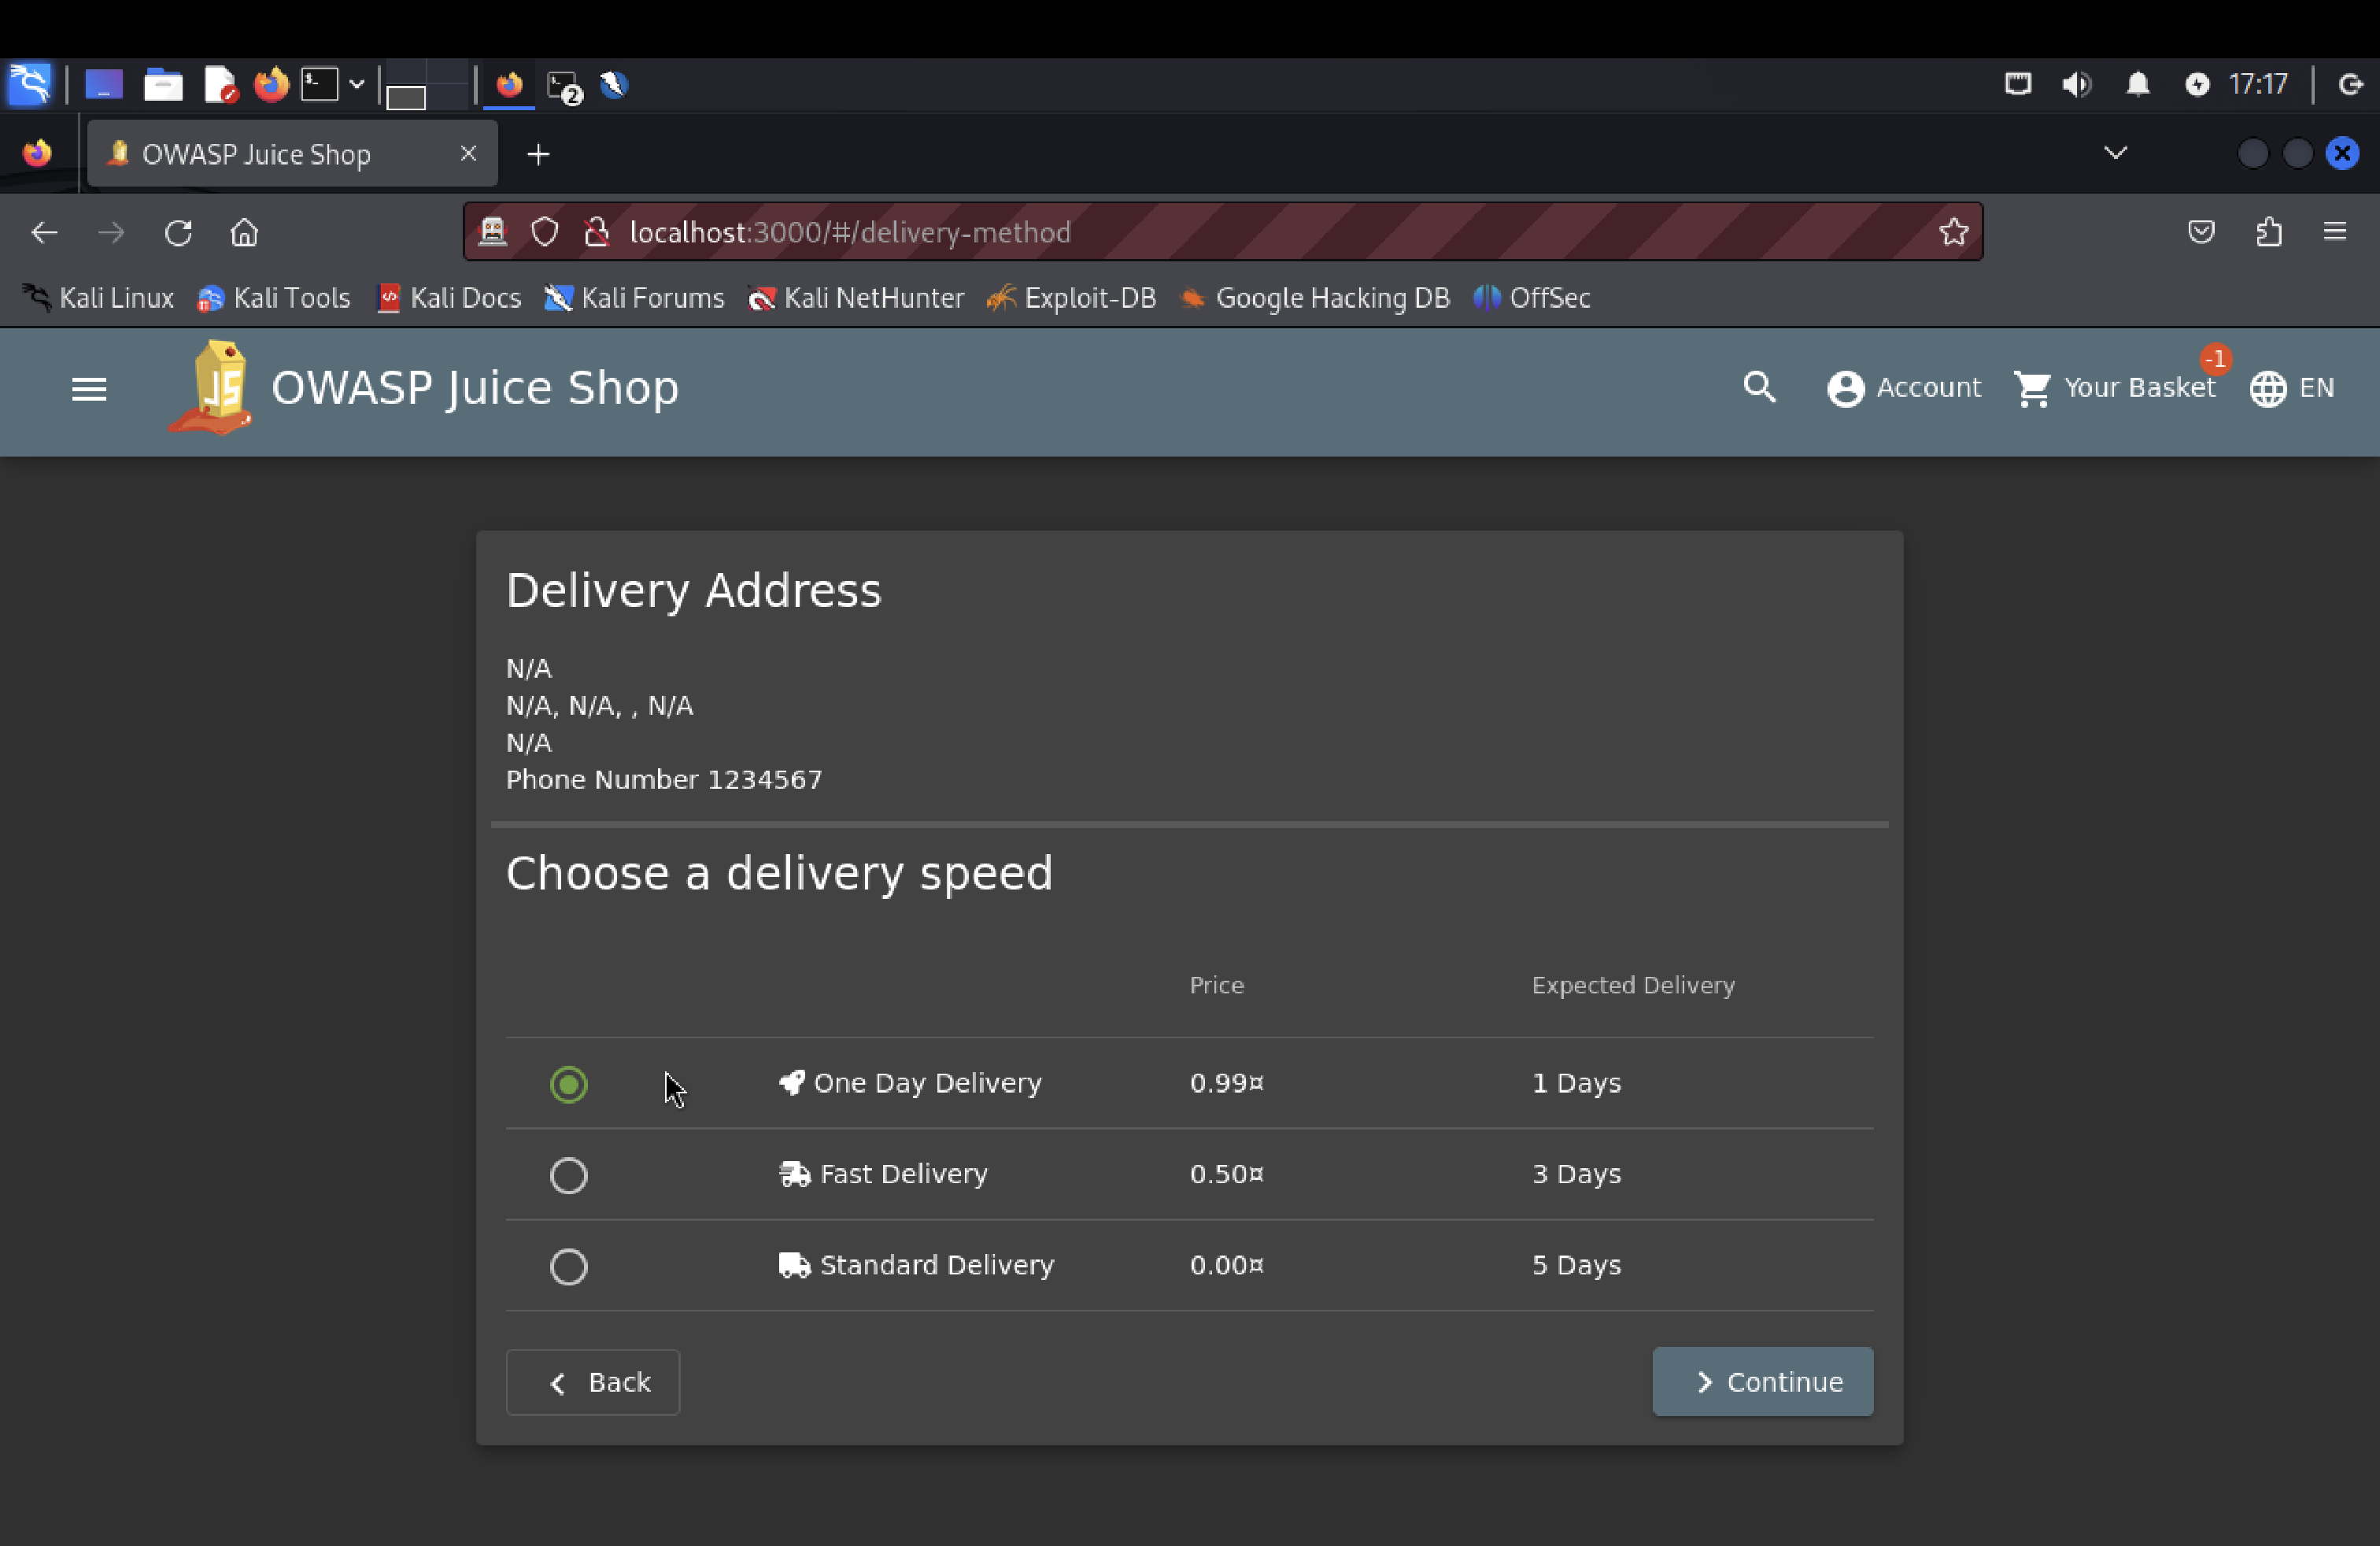 17:17
OWASP Juice Shop
localhost:3000/#/delivery-method
Kali Linux Kali Tools Kali Docs Kali Forums Kali NetHunter Exploit-DB Google Hacking DB OffSec
OWASP Juice Shop Account Your Basket -1 EN
Delivery Address
N/A
N/A, N/A, , N/A
N/A
Phone Number 1234567
Choose a delivery speed
Price Expected Delivery
One Day Delivery 0.99¤ 1 Days
Fast Delivery 0.50¤ 3 Days
Standard Delivery 0.00¤ 5 Days
Back Continue